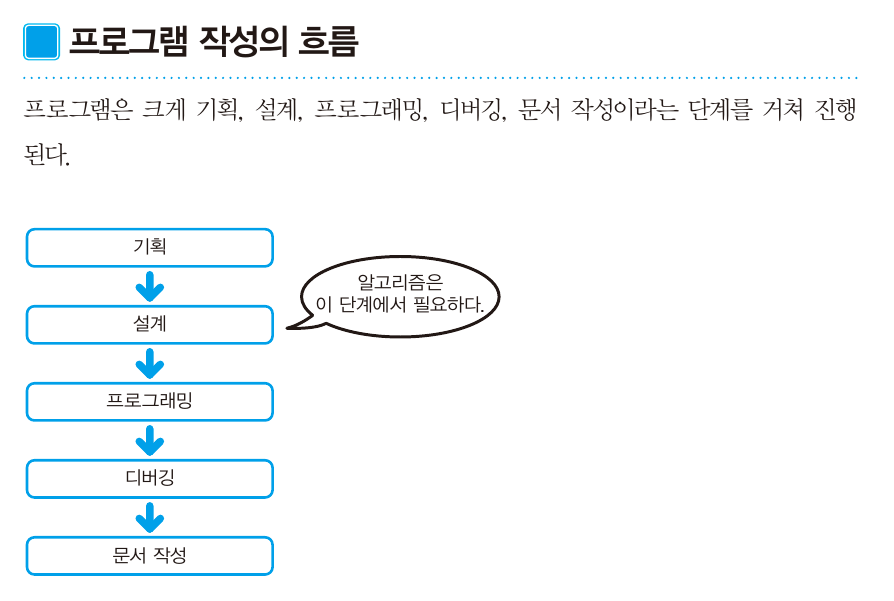 프로그램 작성의 흐름
프로그램은 크게 기획, 설계, 프로그래밍, 디버깅, 문서 작성이라는 단계를 거쳐 진행
된다.
기획
알고리즘은
이 단계에서 필요하다.
설계
프로그래밍
디버깅
문서 작성